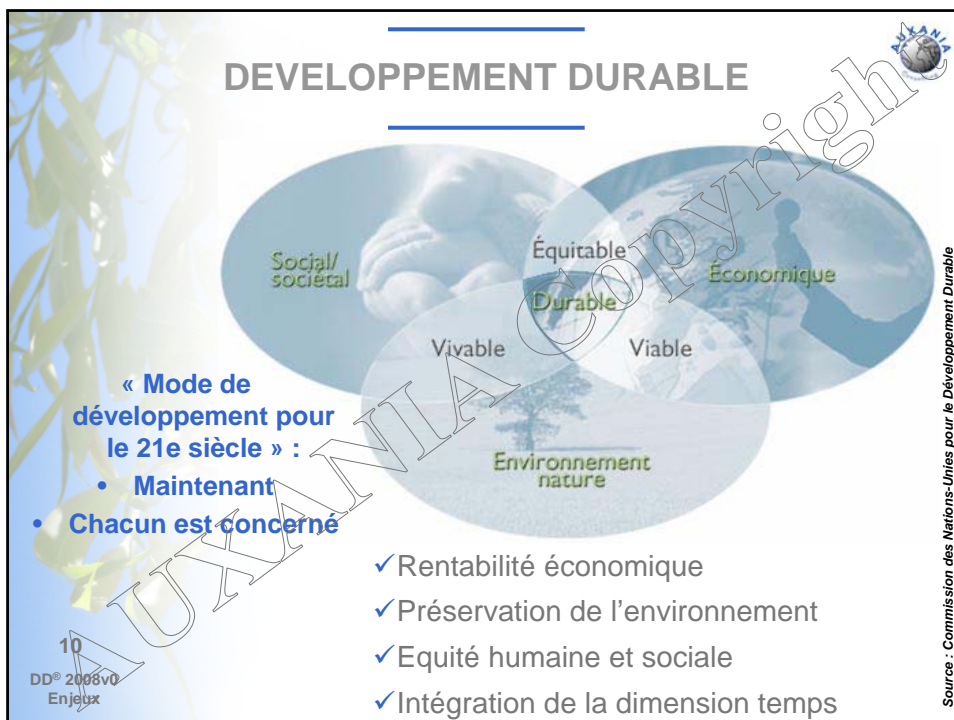 AUXANIA
DEVELOPPEMENT DURABLE
Social/
sociétal
Équitable
Économique
Durable
Vivable
Viable
Environnement
nature
« Mode de
développement pour
le 21e siècle » :
• Maintenant
• Chacun est concerné
✓Rentabilité économique
✓Préservation de l’environnement
✓Equité humaine et sociale
✓Intégration de la dimension temps
10
DD® 2008v0
Enjeux
Source : Commission des Nations-Unies pour le Développement Durable
AUXANIA Copyright